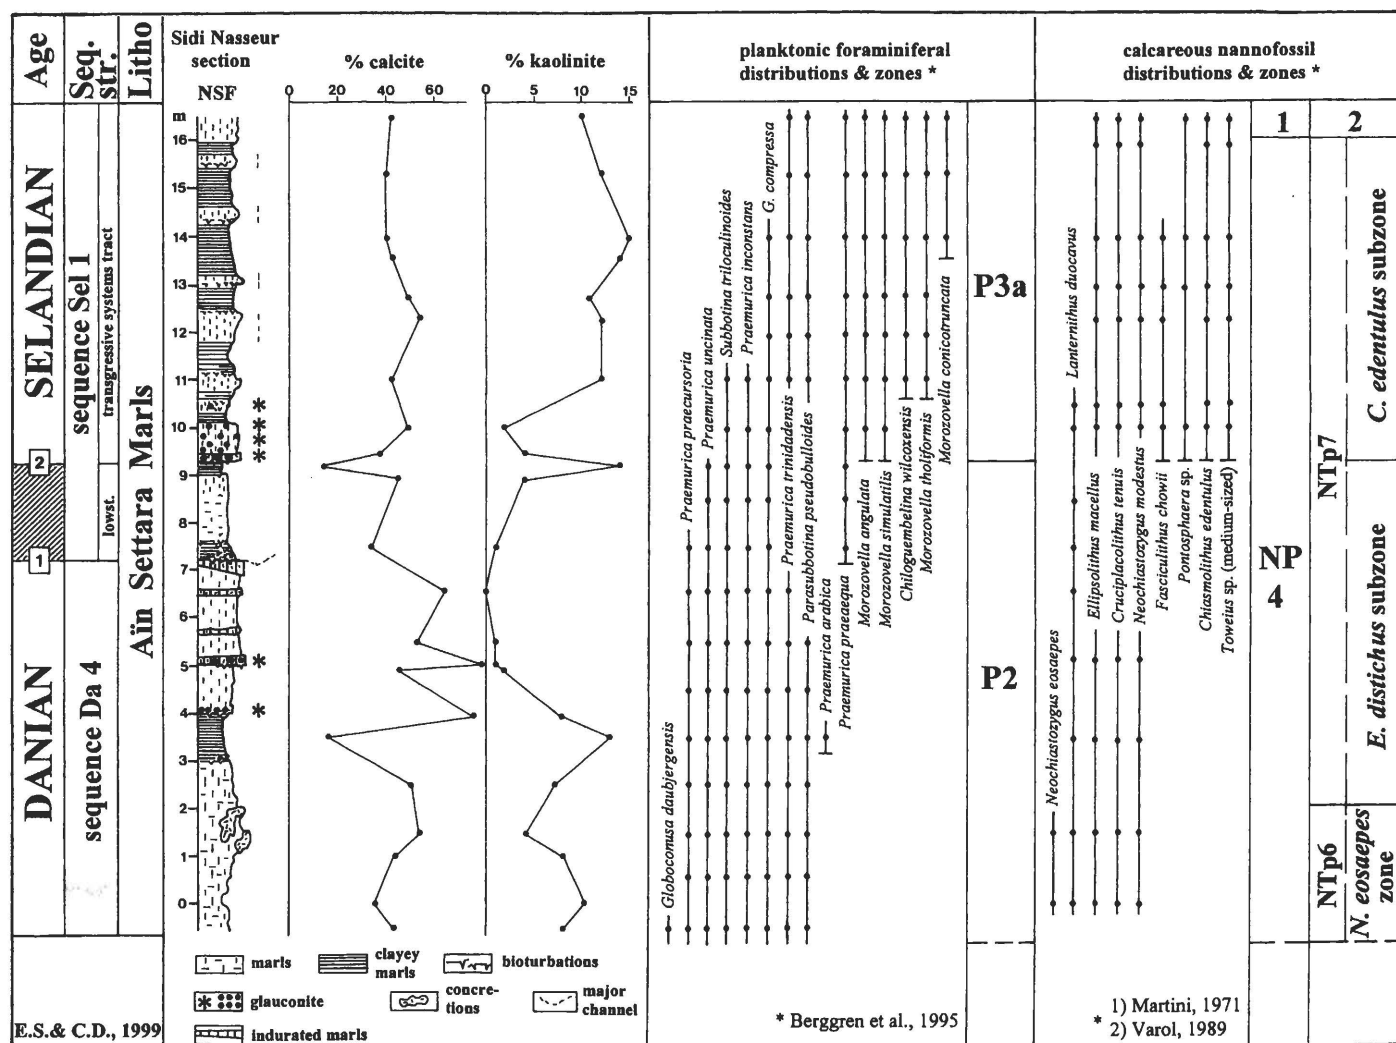 Age
Seq.
str.
Litho
Sidi Nasseur
section
NSF
% calcite
0
20
40
60
% kaolinite
0
5
10
15
planktonic foraminiferal
distributions & zones *
calcareous nannofossil
distributions & zones *
1
2
SELANDIAN
2
1
DANIAN
sequence Sel 1
transgressive systems tract
lowst.
sequence Da 4
Aïn Settara Marls
m
16
15
14
13
12
11
10
9
8
7
6
5
4
3
2
1
0
*
*
*
*
*
*
Globoconusa daubjergensis
Praemurica praecursoria
Praemurica uncinata
Subbotina triloculinoides
Praemurica inconstans
G. compressa
Praemurica trinidadensis
Parasubbotina pseudobulloides
Praemurica arabica
Praemurica praeaequa
Morozovella angulata
Morozovella simulatilis
Chiloguembelina wilcoxensis
Morozovella tholiformis
Morozovella conicotruncata
P3a
P2
Neochiastozygus eosaepes
Lanternithus duocavus
Ellipsolithus macellus
Cruciplacolithus tenuis
Neochiastozygus modestus
Fasciculithus chowii
Pontosphaera sp.
Chiasmolithus edentulus
Toweius sp. (medium-sized)
NP
4
NTp7
NTp6
C. edentulus subzone
E. distichus subzone
N. eosaepes
zone
marls
clayey
marls
bioturbations
* glauconite
concre-
tions
major
channel
indurated marls
E.S.& C.D., 1999
* Berggren et al., 1995
1) Martini, 1971
*
2) Varol, 1989